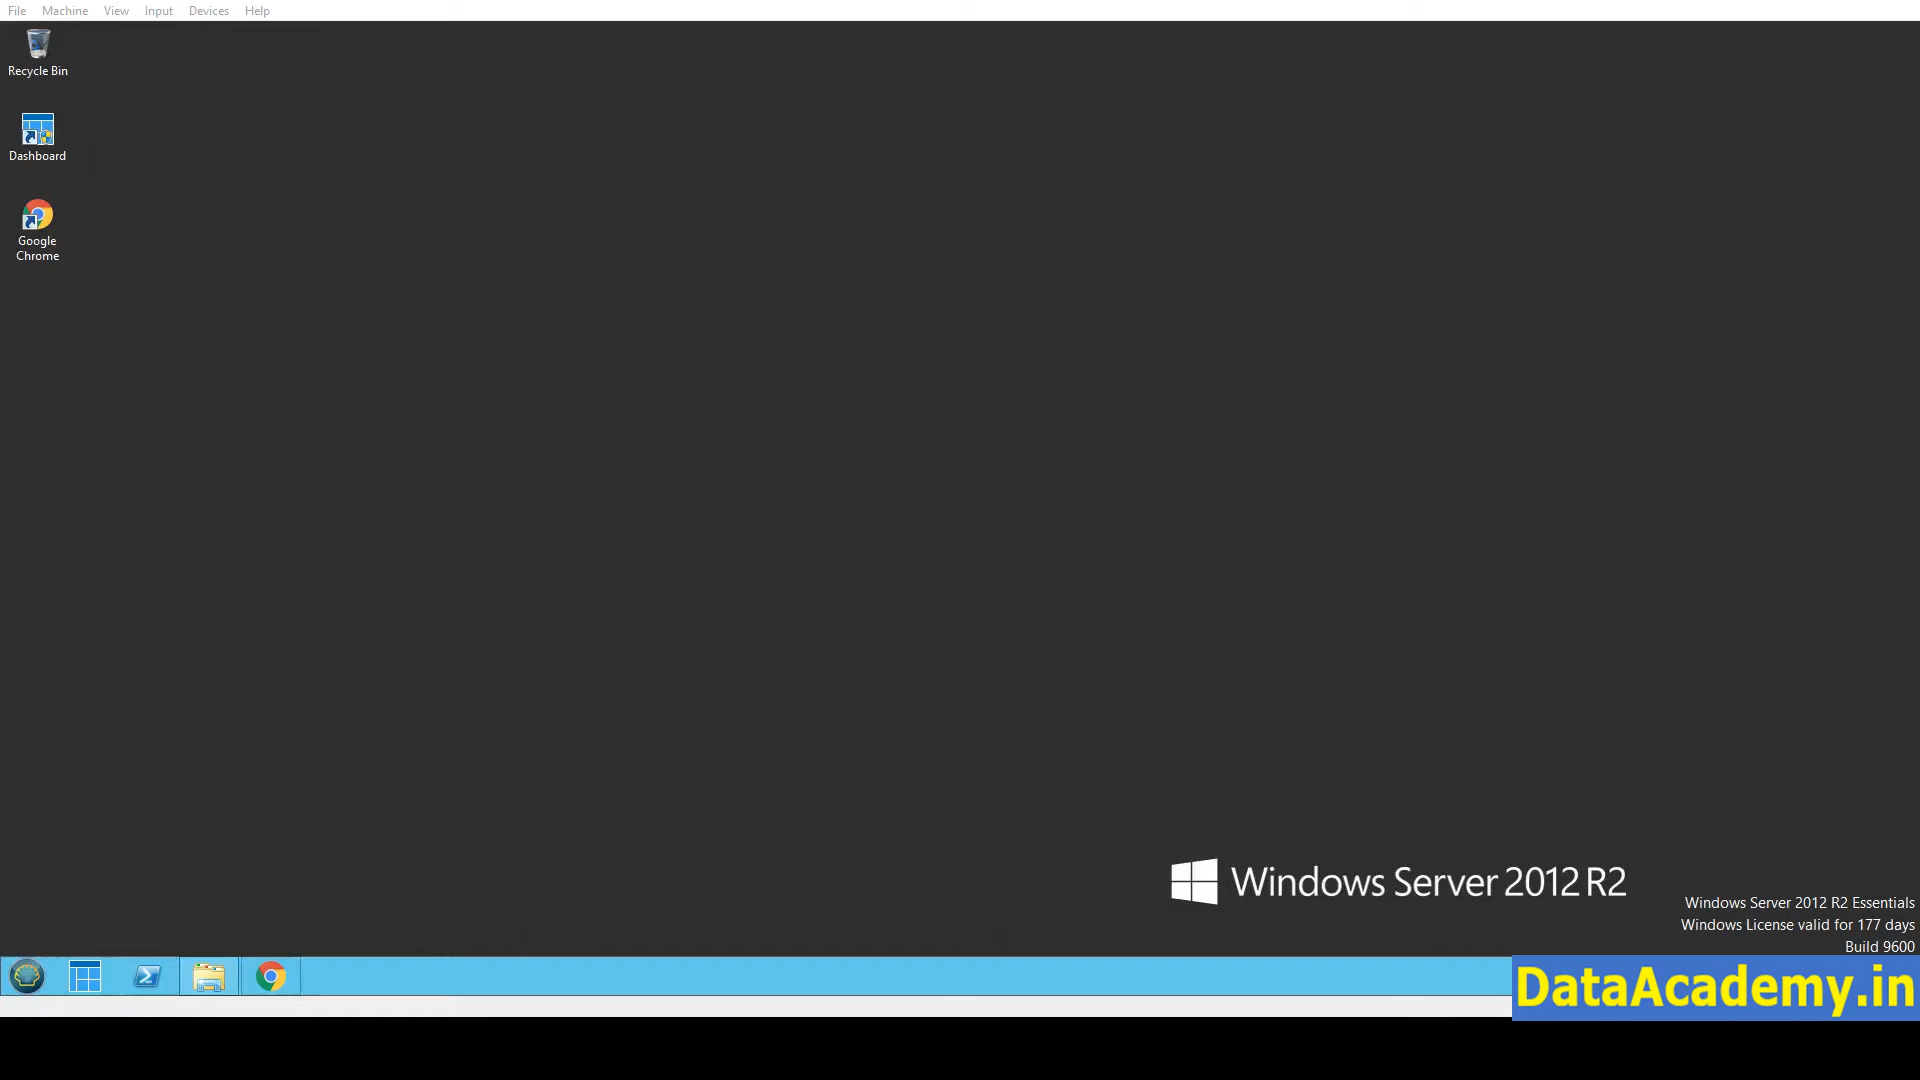 File Machine View Input Devices Help
Recycle Bin
Dashboard
Google
Chrome
Windows Server 2012 R2
Windows Server 2012 R2 Essentials
Windows License valid for 177 days
Build 9600
DataAcademy.in